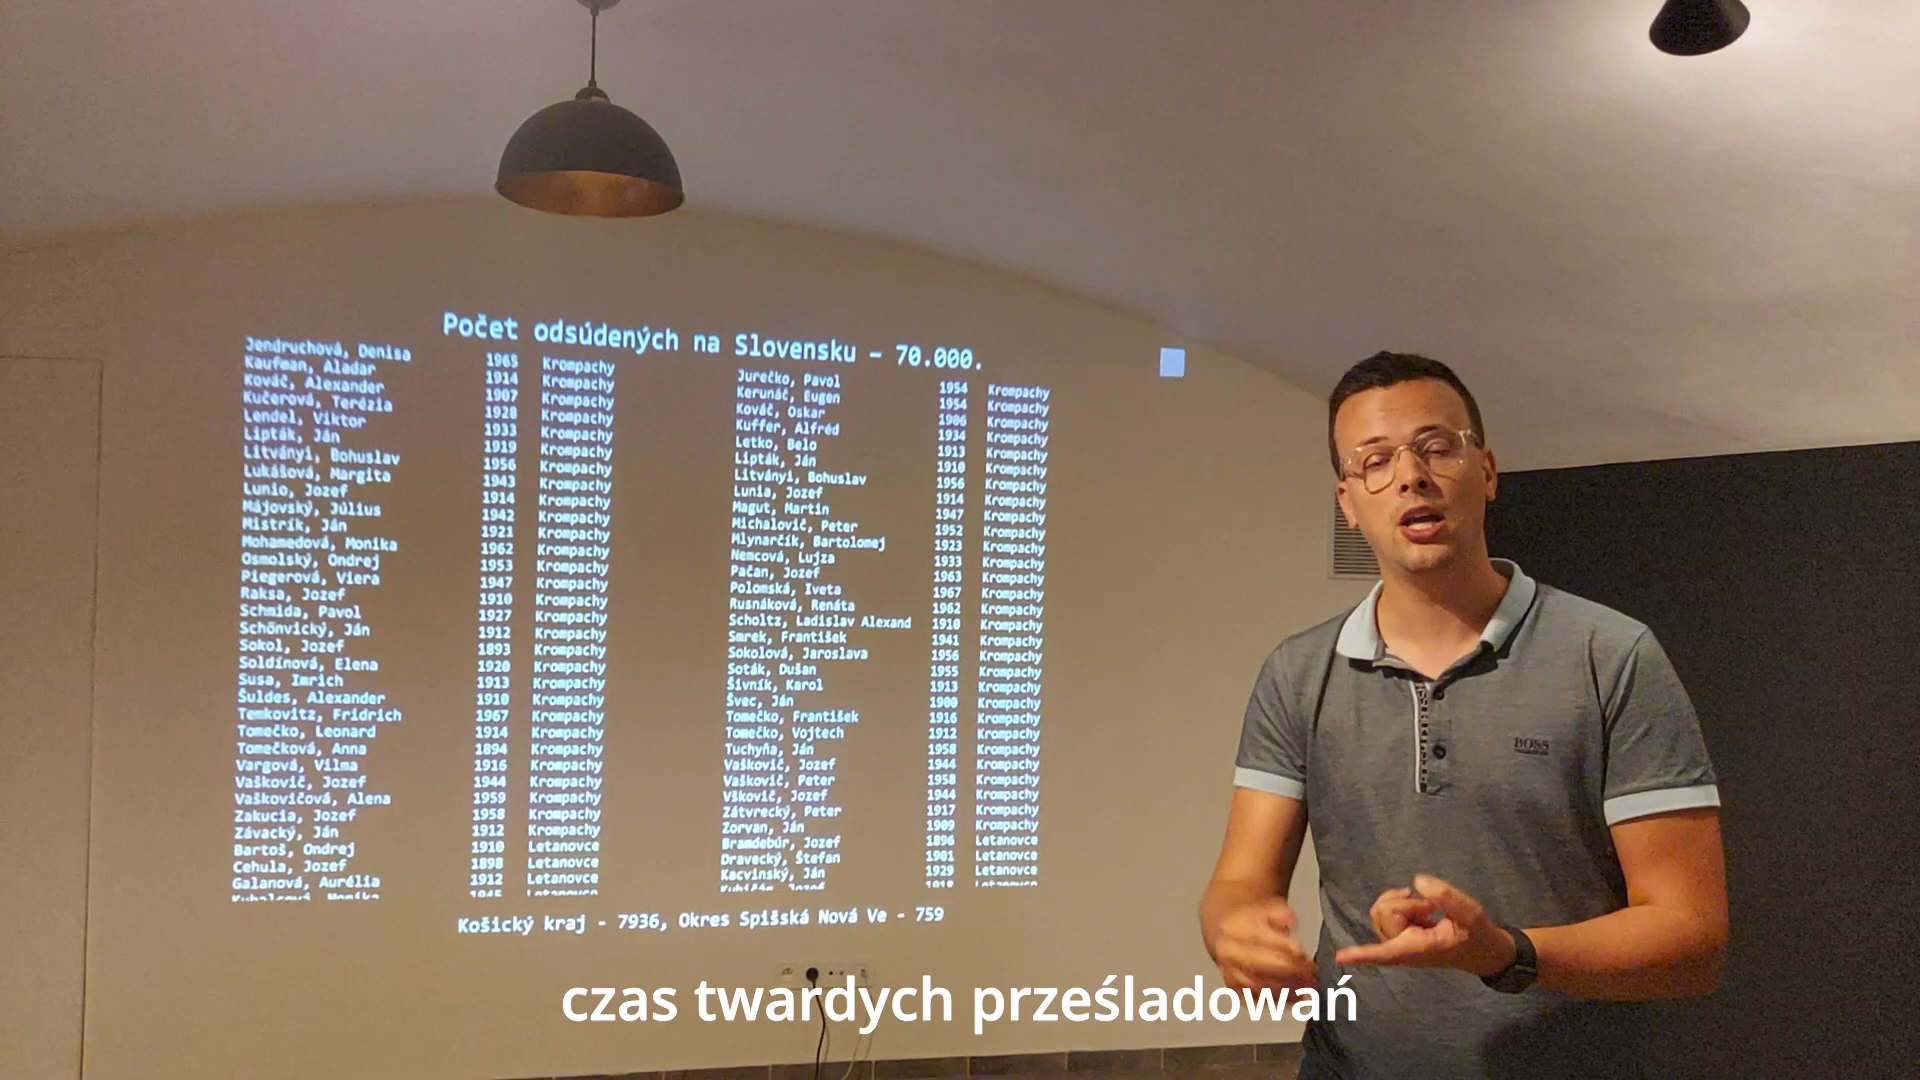 Počet odsúdených na Slovensku – 70.000.
Jendruchová, Denisa 1965 Krompachy
Kaufman, Aladar 1914 Krompachy
Kováč, Alexander 1907 Krompachy
Kučerová, Terézia 1928 Krompachy
Lendel, Viktor 1933 Krompachy
Lipták, Ján 1919 Krompachy
Litványi, Bohuslav 1956 Krompachy
Lukášová, Margita 1943 Krompachy
Lunio, Jozef 1914 Krompachy
Májovský, Július 1942 Krompachy
Mistrík, Ján 1921 Krompachy
Mohamedová, Monika 1962 Krompachy
Osmolský, Ondrej 1953 Krompachy
Piegerová, Viera 1947 Krompachy
Raksa, Jozef 1910 Krompachy
Schmida, Pavol 1927 Krompachy
Schönvický, Ján 1912 Krompachy
Sokol, Jozef 1893 Krompachy
Soldinová, Elena 1920 Krompachy
Susa, Imrich 1913 Krompachy
Šuldes, Alexander 1910 Krompachy
Temkovitz, Fridrich 1967 Krompachy
Tomečko, Leonard 1914 Krompachy
Tomečková, Anna 1894 Krompachy
Vargová, Vilma 1916 Krompachy
Vaškovič, Jozef 1944 Krompachy
Vaškovičová, Alena 1959 Krompachy
Zakucia, Jozef 1958 Krompachy
Závacký, Ján 1912 Krompachy
Bartoš, Ondrej 1910 Letanovce
Cehula, Jozef 1898 Letanovce
Galanová, Aurélia 1912 Letanovce
Jurečko, Pavol 1954 Krompachy
Kerunáč, Eugen 1954 Krompachy
Kováč, Oskar 1906 Krompachy
Kuffer, Alfréd 1934 Krompachy
Letko, Belo 1913 Krompachy
Lipták, Ján 1910 Krompachy
Litványi, Bohuslav 1956 Krompachy
Lunia, Jozef 1914 Krompachy
Magut, Martin 1947 Krompachy
Michalovič, Peter 1952 Krompachy
Mlynarčík, Bartolomej 1923 Krompachy
Nemcová, Lujza 1933 Krompachy
Pačan, Jozef 1963 Krompachy
Polomská, Iveta 1967 Krompachy
Rusnáková, Renáta 1962 Krompachy
Scholtz, Ladislav Alexand 1910 Krompachy
Smrek, František 1941 Krompachy
Sokolová, Jaroslava 1956 Krompachy
Soták, Dušan 1955 Krompachy
Šivník, Karol 1913 Krompachy
Švec, Ján 1900 Krompachy
Tomečko, František 1916 Krompachy
Tomečko, Vojtech 1912 Krompachy
Tuchyňa, Ján 1958 Krompachy
Vaškovič, Jozef 1944 Krompachy
Vaškovič, Peter 1958 Krompachy
Vškovič, Jozef 1944 Krompachy
Zátvrecký, Peter 1917 Krompachy
Zorvan, Ján 1909 Krompachy
Bramdebúr, Jozef 1896 Letanovce
Dravecký, Štefan 1901 Letanovce
Kacvinský, Ján 1929 Letanovce
Košický kraj - 7936, Okres Spišská Nová Ve - 759
BOSS
czas twardych prześladowań